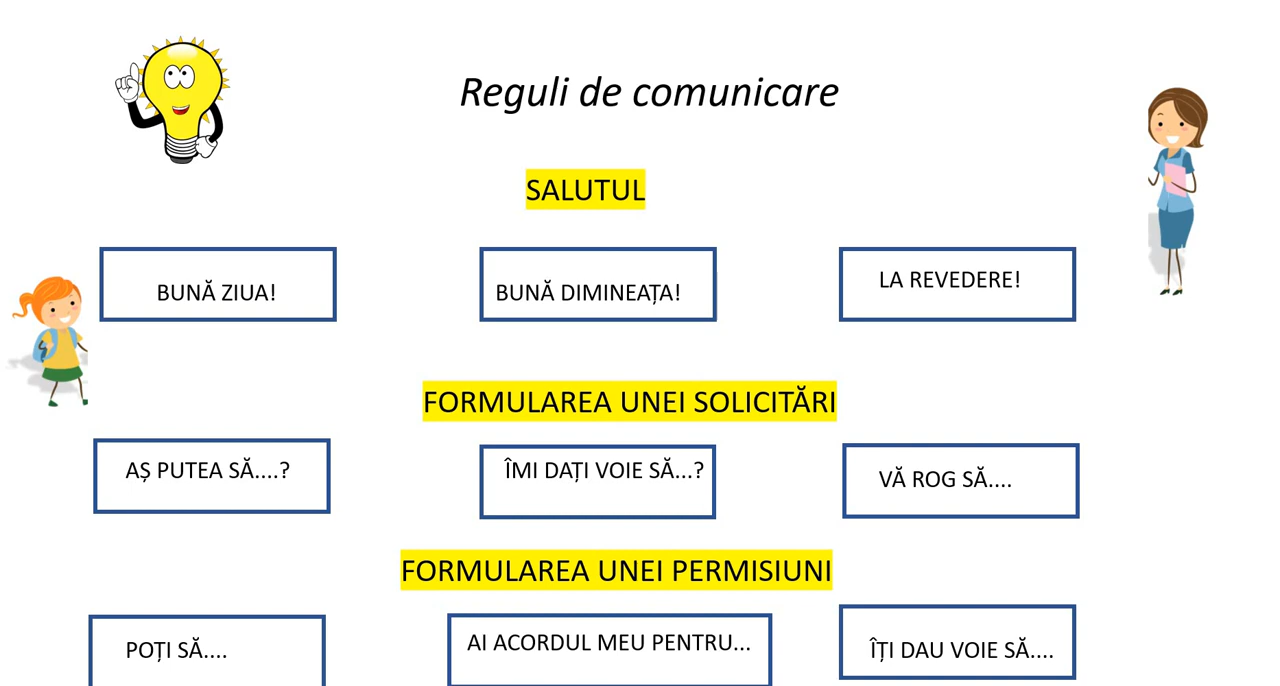 Reguli de comunicare
SALUTUL
BUNĂ ZIUA!
BUNĂ DIMINEAȚA!
LA REVEDERE!
FORMULAREA UNEI SOLICITĂRI
AȘ PUTEA SĂ....?
ÎMI DAȚI VOIE SĂ...?
VĂ ROG SĂ....
FORMULAREA UNEI PERMISIUNI
POȚI SĂ....
AI ACORDUL MEU PENTRU...
ÎȚI DAU VOIE SĂ....